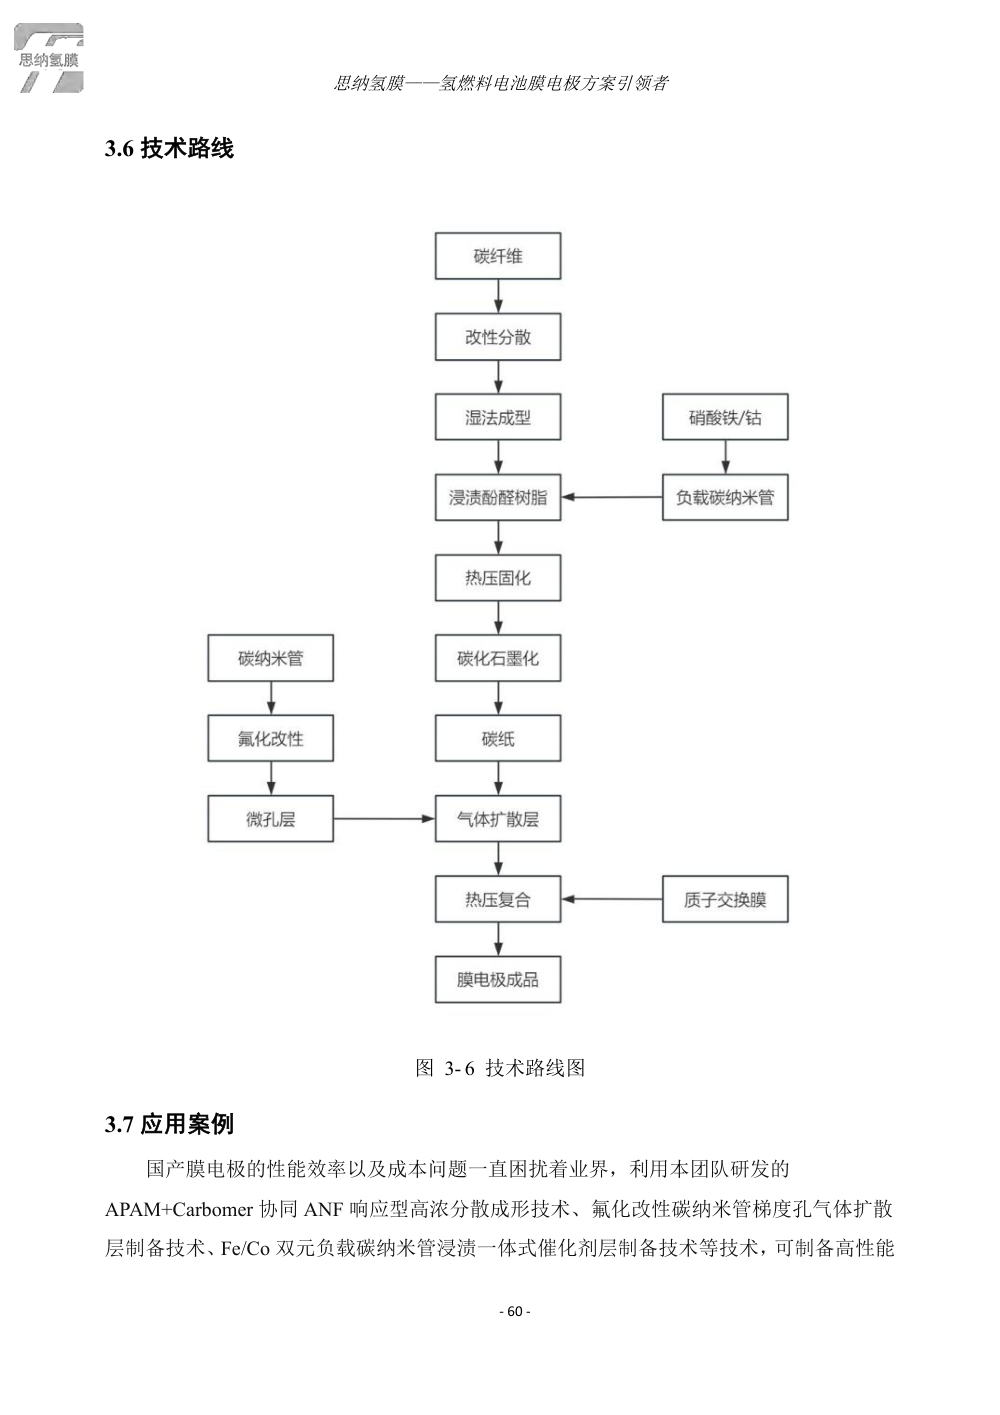 思纳氢膜
思纳氢膜——氢燃料电池膜电极方案引领者
3.6 技术路线
碳纤维
改性分散
湿法成型
硝酸铁/钴
浸渍酚醛树脂
负载碳纳米管
热压固化
碳纳米管
碳化石墨化
氟化改性
碳纸
微孔层
气体扩散层
热压复合
质子交换膜
膜电极成品
图 3- 6 技术路线图
3.7 应用案例
国产膜电极的性能效率以及成本问题一直困扰着业界，利用本团队研发的
APAM+Carbomer 协同 ANF 响应型高浓分散成形技术、氟化改性碳纳米管梯度孔气体扩散
层制备技术、Fe/Co 双元负载碳纳米管浸渍一体式催化剂层制备技术等技术，可制备高性能
- 60 -